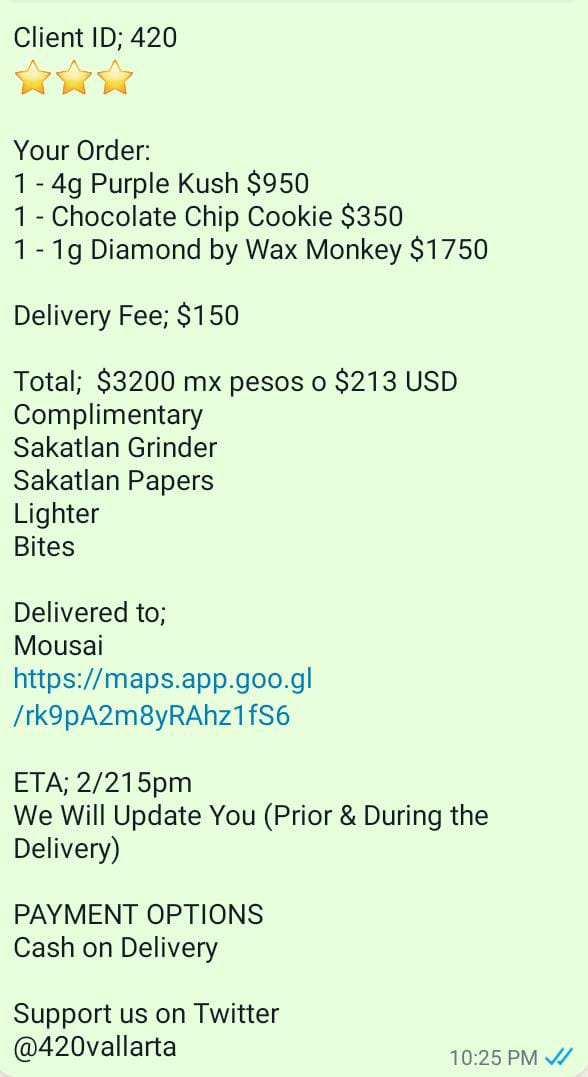 Client ID; 420
⭐⭐⭐
Your Order:
1 - 4g Purple Kush $950
1 - Chocolate Chip Cookie $350
1 - 1g Diamond by Wax Monkey $1750
Delivery Fee; $150
Total;  $3200 mx pesos o $213 USD
Complimentary
Sakatlan Grinder
Sakatlan Papers
Lighter
Bites
Delivered to;
Mousai
https://maps.app.goo.gl
/rk9pA2m8yRAhz1fS6
ETA; 2/215pm
We Will Update You (Prior & During the
Delivery)
PAYMENT OPTIONS
Cash on Delivery
Support us on Twitter
@420vallarta
10:25 PM